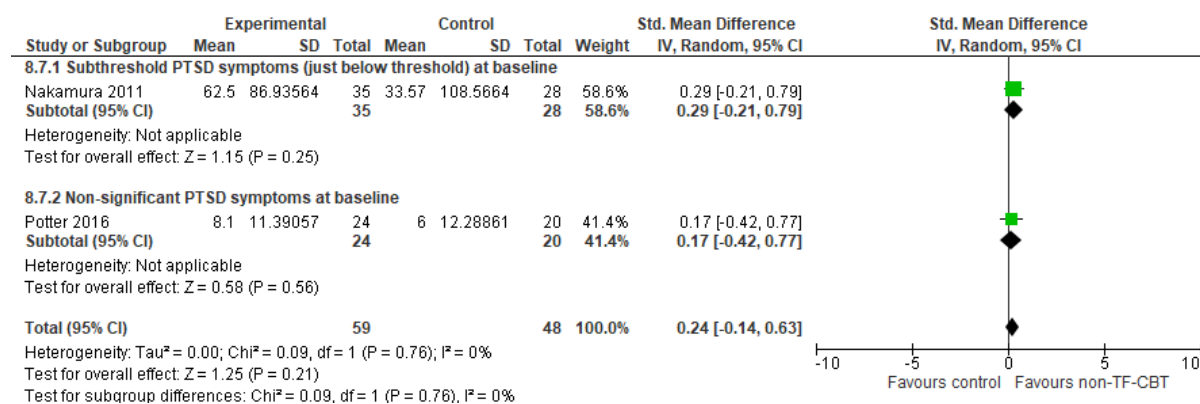 Experimental Control Std. Mean Difference Std. Mean Difference
Study or Subgroup Mean SD Total Mean SD Total Weight IV, Random, 95% CI IV, Random, 95% CI
8.7.1 Subthreshold PTSD symptoms (just below threshold) at baseline
Nakamura 2011 62.5 86.93564 35 33.57 108.5664 28 58.6% 0.29 [-0.21, 0.79]
Subtotal (95% CI) 35 28 58.6% 0.29 [-0.21, 0.79]
Heterogeneity: Not applicable
Test for overall effect: Z = 1.15 (P = 0.25)
8.7.2 Non-significant PTSD symptoms at baseline
Potter 2016 8.1 11.39057 24 6 12.28861 20 41.4% 0.17 [-0.42, 0.77]
Subtotal (95% CI) 24 20 41.4% 0.17 [-0.42, 0.77]
Heterogeneity: Not applicable
Test for overall effect: Z = 0.58 (P = 0.56)
Total (95% CI) 59 48 100.0% 0.24 [-0.14, 0.63]
Heterogeneity: Tau² = 0.00; Chi² = 0.09, df = 1 (P = 0.76); I² = 0%
Test for overall effect: Z = 1.25 (P = 0.21)
Test for subgroup differences: Chi² = 0.09, df = 1 (P = 0.76), I² = 0%
-10 -5 0 5 10
Favours control Favours non-TF-CBT